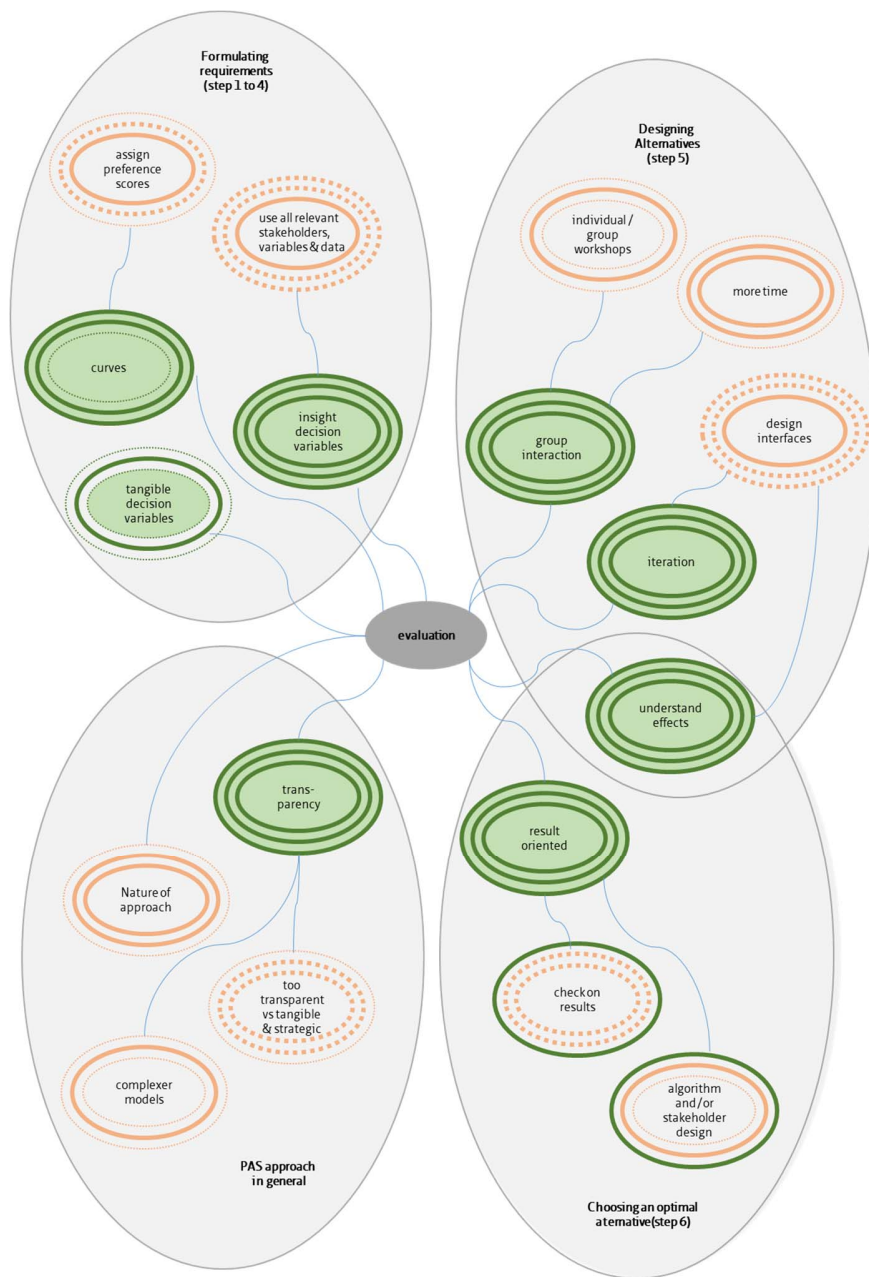 Formulating
requirements
(step 1 to 4)
assign
preference
scores
use all relevant
stakeholders,
variables & data
curves
insight
decision
variables
tangible
decision
variables
Designing
Alternatives
(step 5)
individual /
group
workshops
more time
design
interfaces
group
interaction
iteration
evaluation
understand
effects
trans-
parency
Nature of
approach
too
transparent
vs tangible
& strategic
complexer
models
PAS approach
in general
result
oriented
check on
results
algorithm
and/or
stakeholder
design
Choosing an optimal
aternative(step 6)